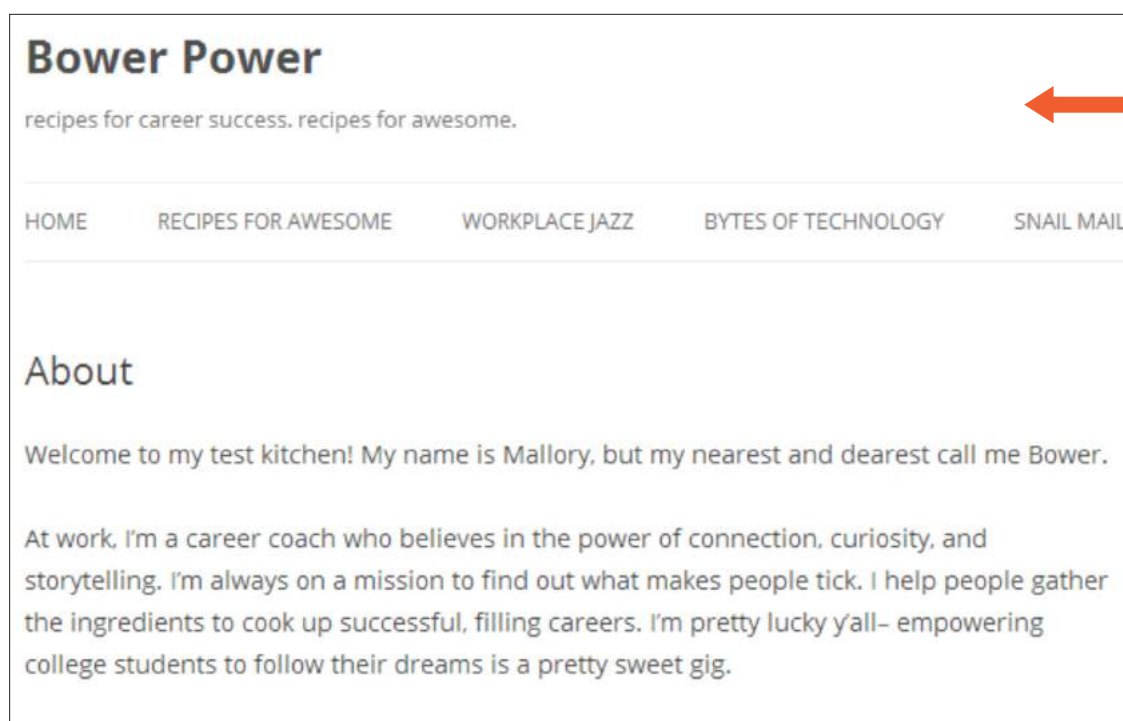 Bower Power
recipes for career success. recipes for awesome.
HOME RECIPES FOR AWESOME WORKPLACE JAZZ BYTES OF TECHNOLOGY SNAIL MAIL
About
Welcome to my test kitchen! My name is Mallory, but my nearest and dearest call me Bower.
At work, I'm a career coach who believes in the power of connection, curiosity, and
storytelling. I'm always on a mission to find out what makes people tick. I help people gather
the ingredients to cook up successful, filling careers. I'm pretty lucky y'all– empowering
college students to follow their dreams is a pretty sweet gig.